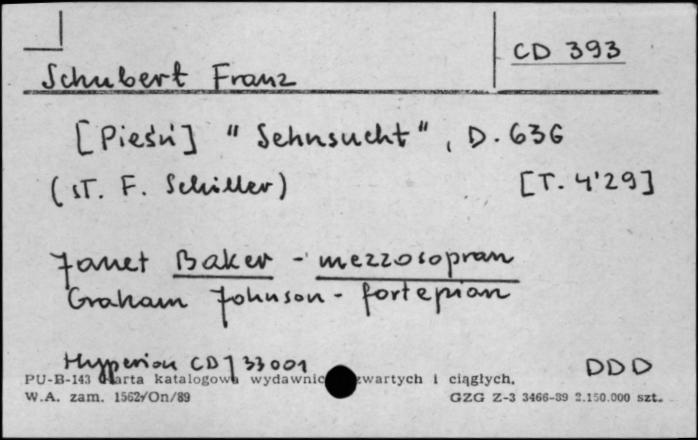 CD 393
Schubert Franz
[Pieśń] "Sehnsucht", D. 636
(sT. F. Schiller) [T. 4'29]
Janet Baker - mezzosopran
Graham Johnson - fortepian
Hyperion CDJ 33001 DDD
PU-B-143 Karta katalogowa wydawnic zwartych i ciągłych.
W.A. zam. 1562/On/89 GZG Z-3 3466-89 2.150.000 szt.